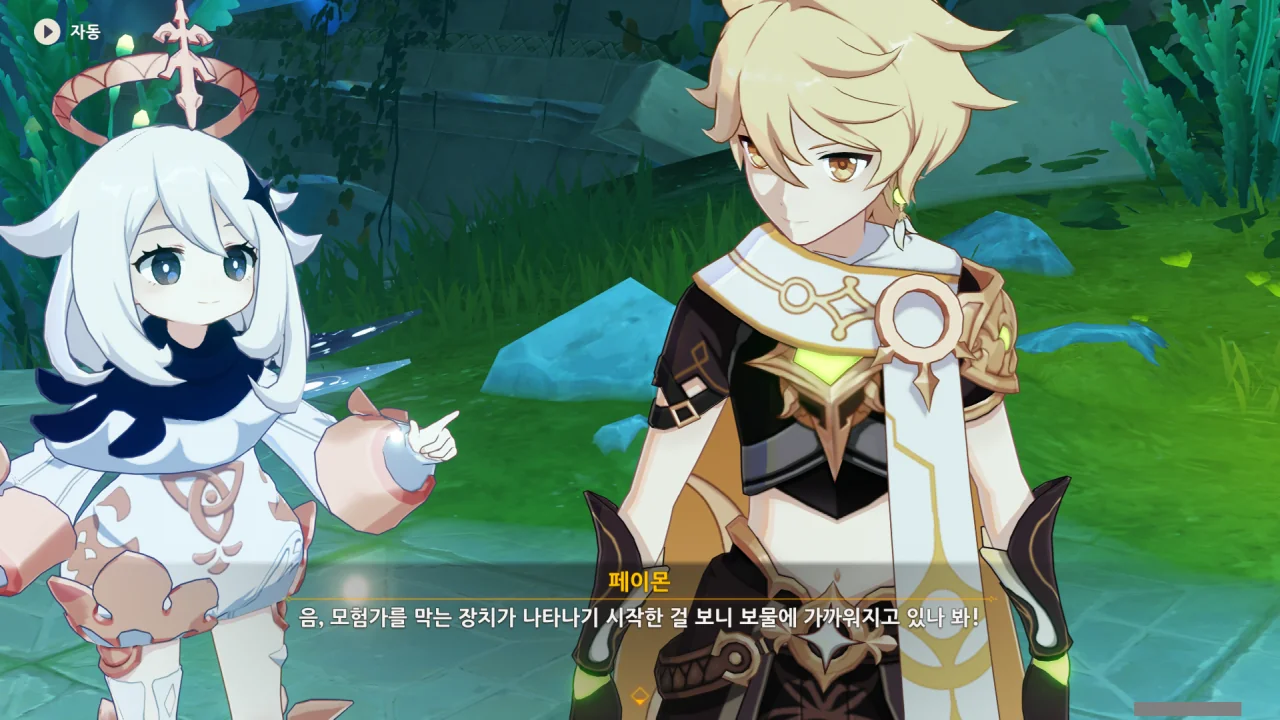 자동
페이몬
음, 모험가를 막는 장치가 나타나기 시작한 걸 보니 보물에 가까워지고 있나 봐!